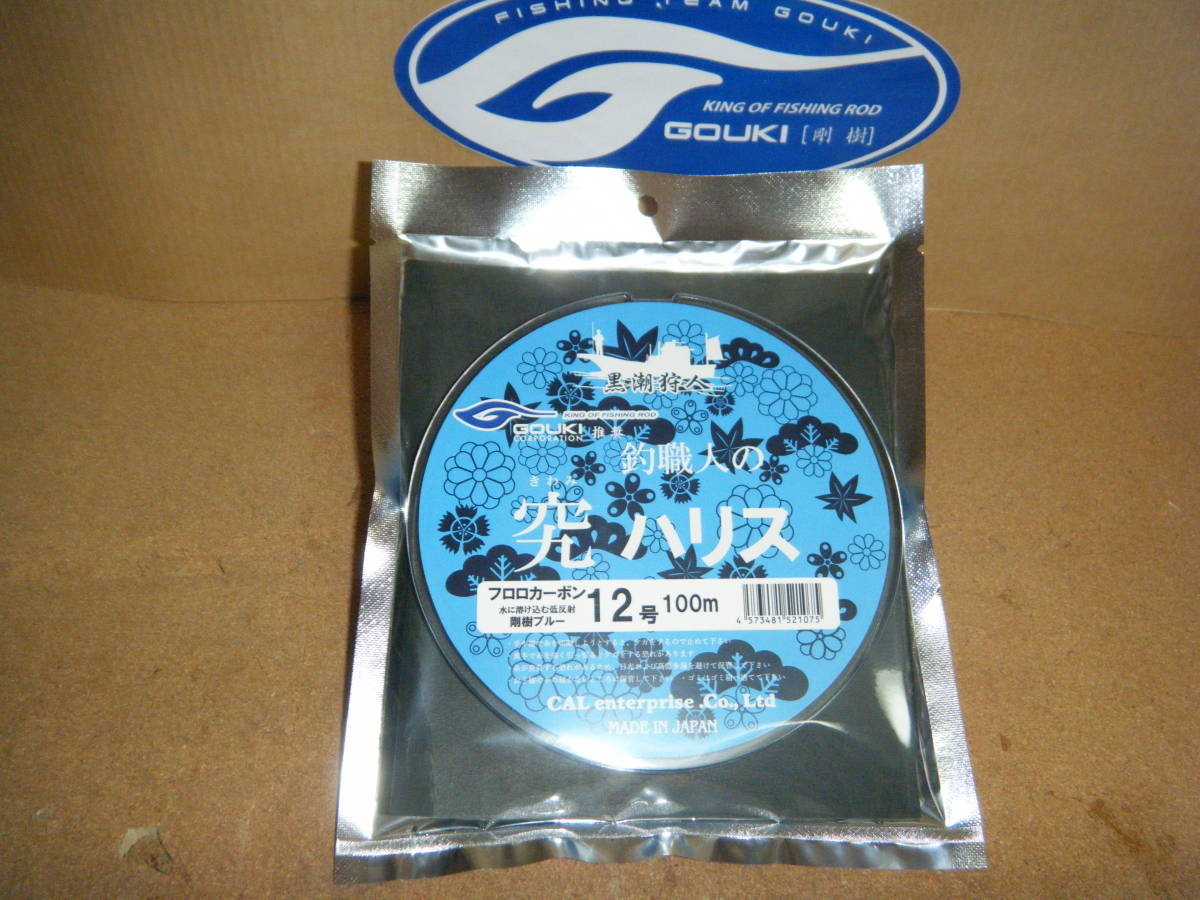 FISHING TEAM GOUKI
KING OF FISHING ROD
GOUKI [剛樹]
黒潮狩人
KING OF FISHING ROD
GOUKI
CORPORATION 推薦
釣職人の
きわみ
究ハリス
フロロカーボン
水に溶け込む低反射
剛樹ブルー
12号 100m
4 573481 521075
CAL enterprise .Co., Ltd
MADE IN JAPAN